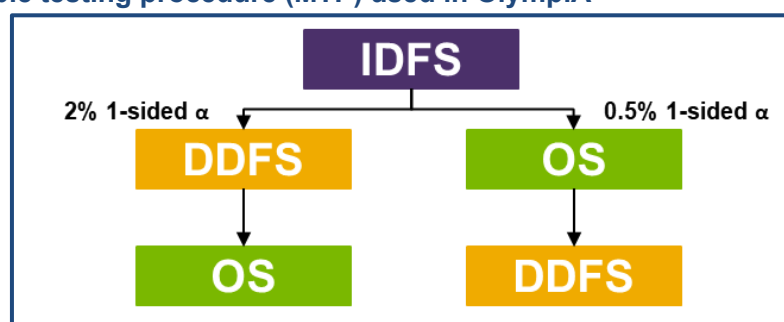 testing procedure (MTP) used in OlympiA
IDFS
2% 1-sided α
0.5% 1-sided α
DDFS
OS
OS
DDFS